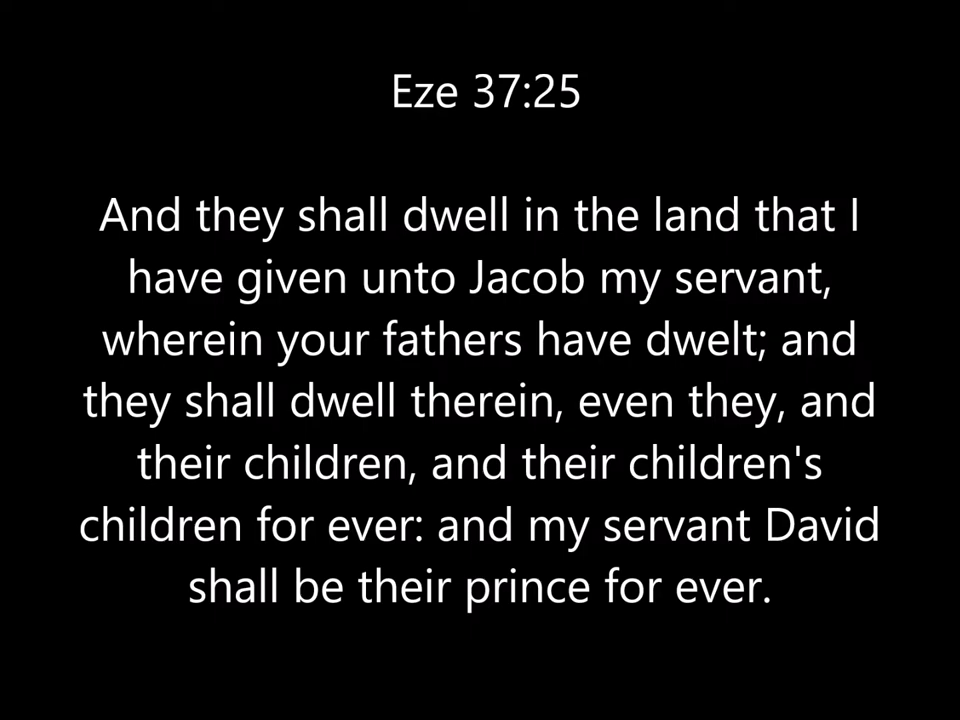 Eze 37:25
And they shall dwell in the land that I
have given unto Jacob my servant,
wherein your fathers have dwelt; and
they shall dwell therein, even they, and
their children, and their children's
children for ever: and my servant David
shall be their prince for ever.